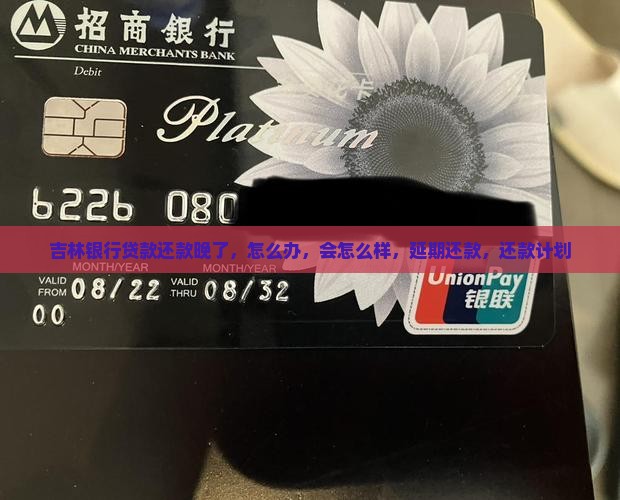 招商銀行
CHINA MERCHANTS BANK
Debit
Platinum
6226 080
吉林银行贷款还款晚了，怎么办，会怎么样，延期还款，还款计划
MONTH/YEAR MONTH/YEAR
VALID FROM 08/22 VALID THRU 08/32
00
UnionPay
银联